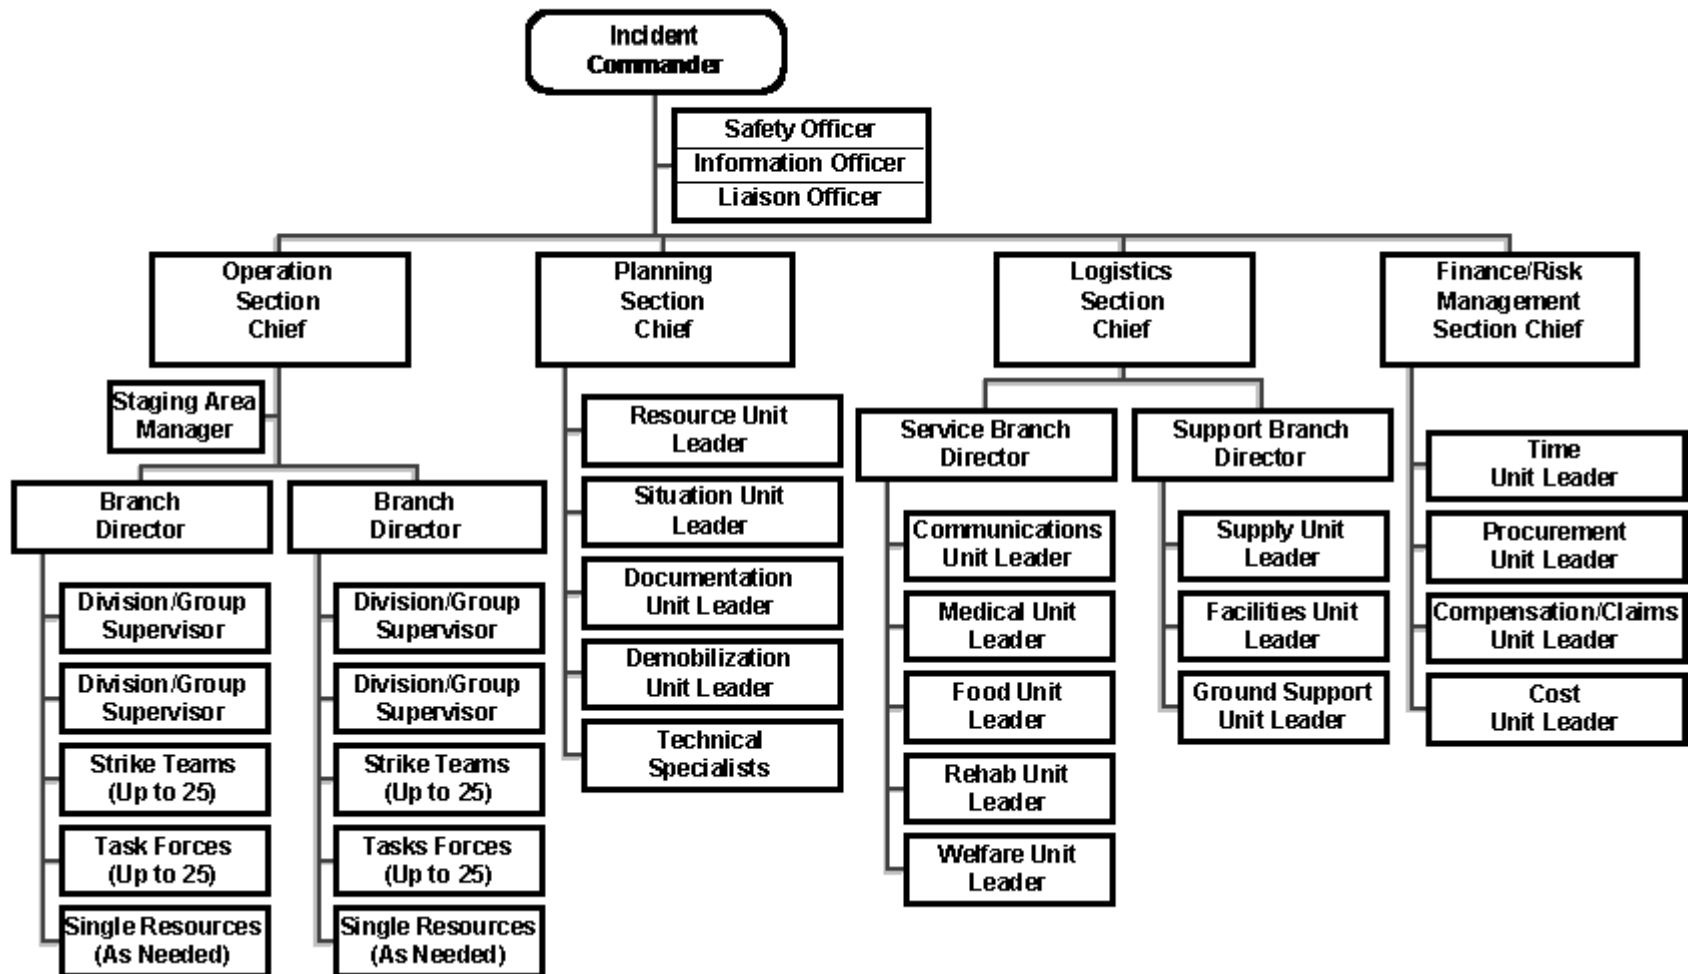 Incident
Commander
Safety Officer
Information Officer
Liaison Officer
Operation
Section
Chief
Planning
Section
Chief
Logistics
Section
Chief
Finance/Risk
Management
Section Chief
Staging Area
Manager
Branch
Director
Division/Group
Supervisor
Division/Group
Supervisor
Strike Teams
(Up to 25)
Task Forces
(Up to 25)
Single Resources
(As Needed)
Branch
Director
Division/Group
Supervisor
Division/Group
Supervisor
Strike Teams
(Up to 25)
Tasks Forces
(Up to 25)
Single Resources
(As Needed)
Resource Unit
Leader
Situation Unit
Leader
Documentation
Unit Leader
Demobilization
Unit Leader
Technical
Specialists
Service Branch
Director
Communications
Unit Leader
Medical Unit
Leader
Food Unit
Leader
Rehab Unit
Leader
Welfare Unit
Leader
Support Branch
Director
Supply Unit
Leader
Facilities Unit
Leader
Ground Support
Unit Leader
Time
Unit Leader
Procurement
Unit Leader
Compensation/Claims
Unit Leader
Cost
Unit Leader